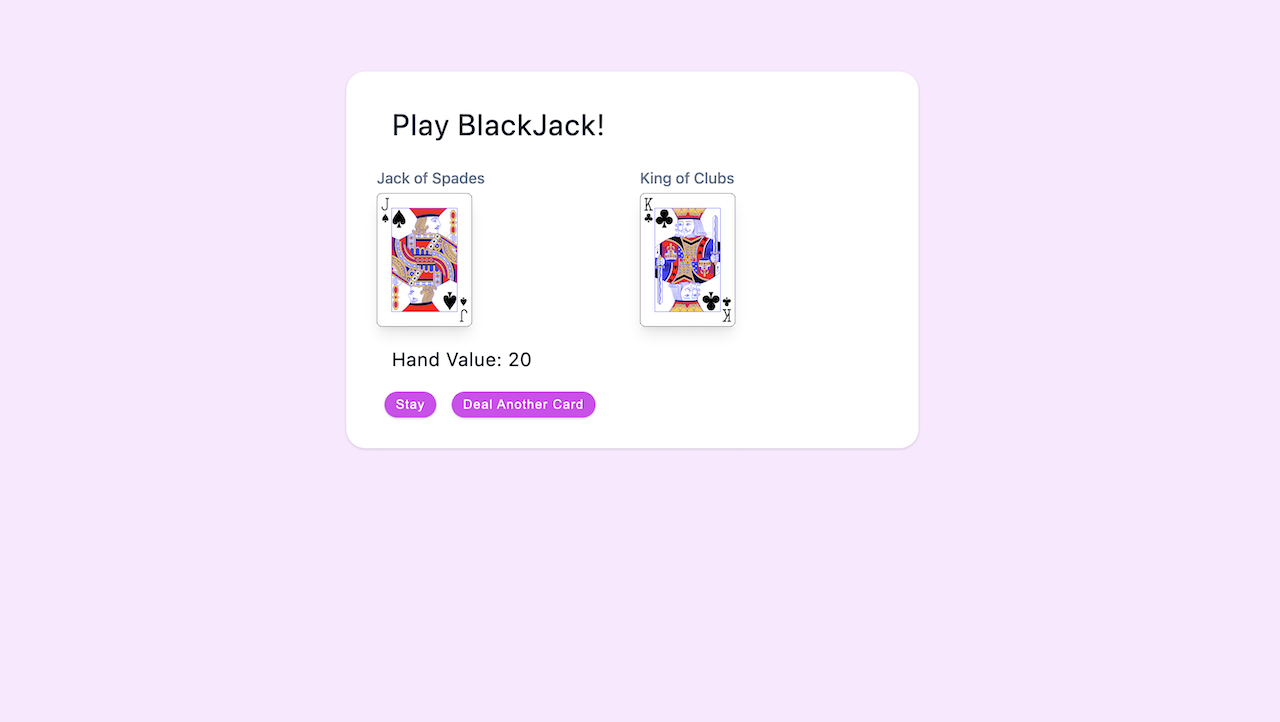 Play BlackJack!
Jack of Spades
King of Clubs
J
J
K
K
Hand Value: 20
Stay
Deal Another Card